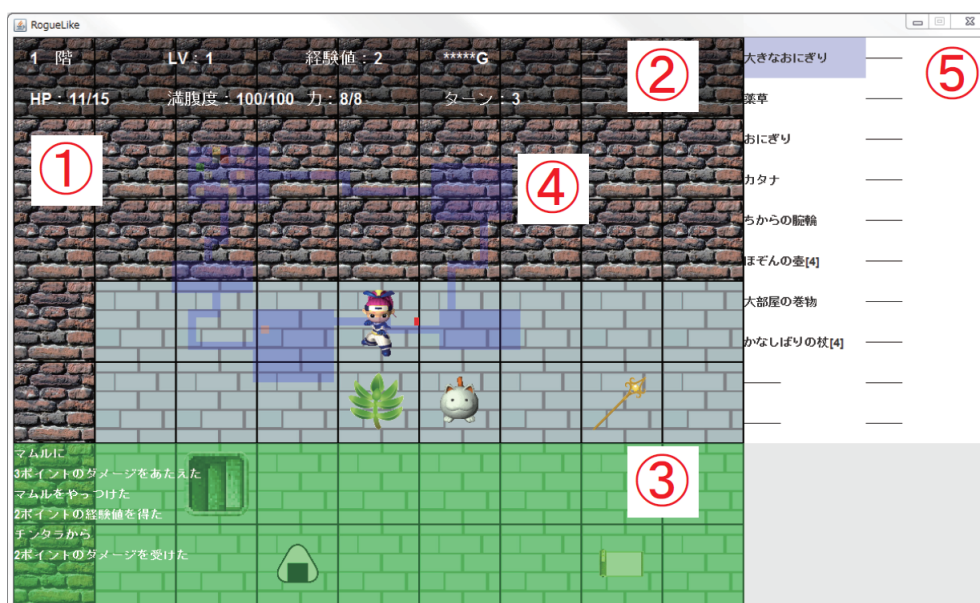 RogueLike
1 階 LV：1 経験値：2 *****G
HP：11/15 満腹度：100/100 力：8/8 ターン：3
①
②
③
④
⑤
大きなおにぎり
薬草
おにぎり
カタナ
ちからの腕輪
ほぞんの壺[4]
大部屋の巻物
かなしばりの杖[4]
マムルに
3ポイントのダメージをあたえた
マムルをやっつけた
2ポイントの経験値を得た
チンタラから
2ポイントのダメージを受けた